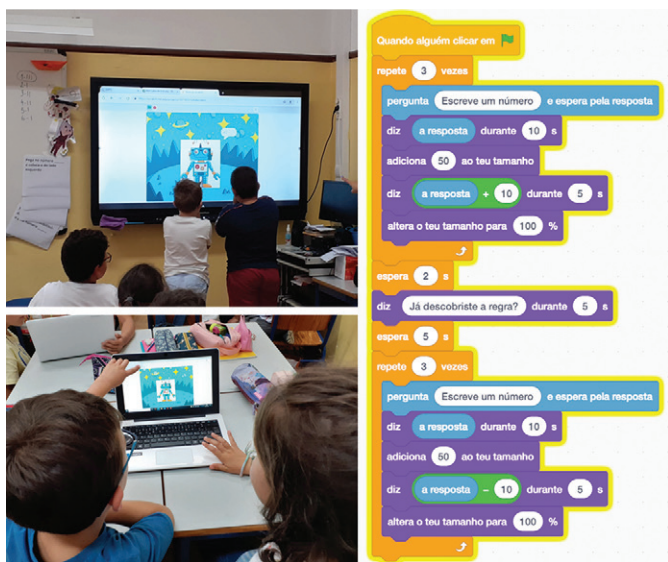 Quando alguém clicar em
repete 3 vezes
pergunta Escreve um número e espera pela resposta
diz a resposta durante 10 s
adiciona 50 ao teu tamanho
diz a resposta + 10 durante 5 s
altera o teu tamanho para 100 %
espera 2 s
diz Já descobriste a regra? durante 5 s
espera 5 s
repete 3 vezes
pergunta Escreve um número e espera pela resposta
diz a resposta durante 10 s
adiciona 50 ao teu tamanho
diz a resposta - 10 durante 5 s
altera o teu tamanho para 100 %